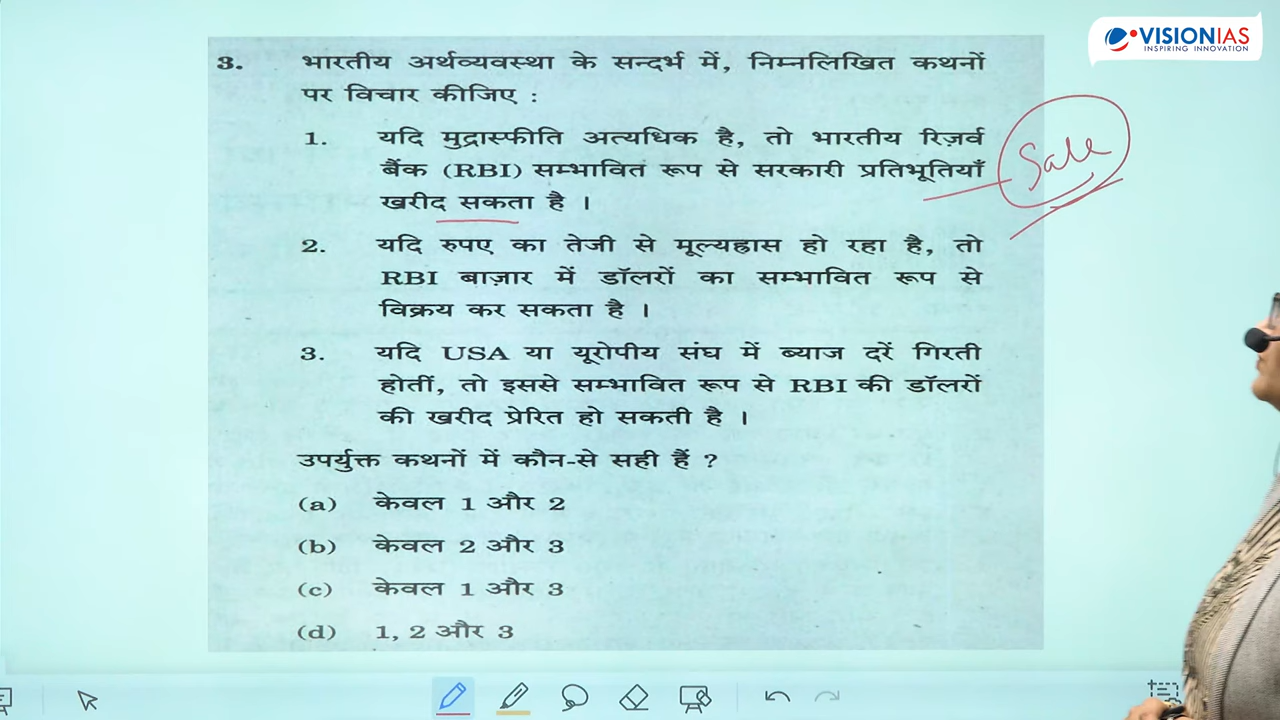 VISIONIAS
INSPIRING INNOVATION
3. भारतीय अर्थव्यवस्था के सन्दर्भ में, निम्नलिखित कथनों
पर विचार कीजिए :
1. यदि मुद्रास्फीति अत्यधिक है, तो भारतीय रिज़र्व
बैंक (RBI) सम्भावित रूप से सरकारी प्रतिभूतियाँ
खरीद सकता है ।
Sale
2. यदि रुपए का तेजी से मूल्यह्रास हो रहा है, तो
RBI बाज़ार में डॉलरों का सम्भावित रूप से
विक्रय कर सकता है ।
3. यदि USA या यूरोपीय संघ में ब्याज दरें गिरती
होतीं, तो इससे सम्भावित रूप से RBI की डॉलरों
की खरीद प्रेरित हो सकती है ।
उपर्युक्त कथनों में कौन-से सही हैं ?
(a) केवल 1 और 2
(b) केवल 2 और 3
(c) केवल 1 और 3
(d) 1, 2 और 3